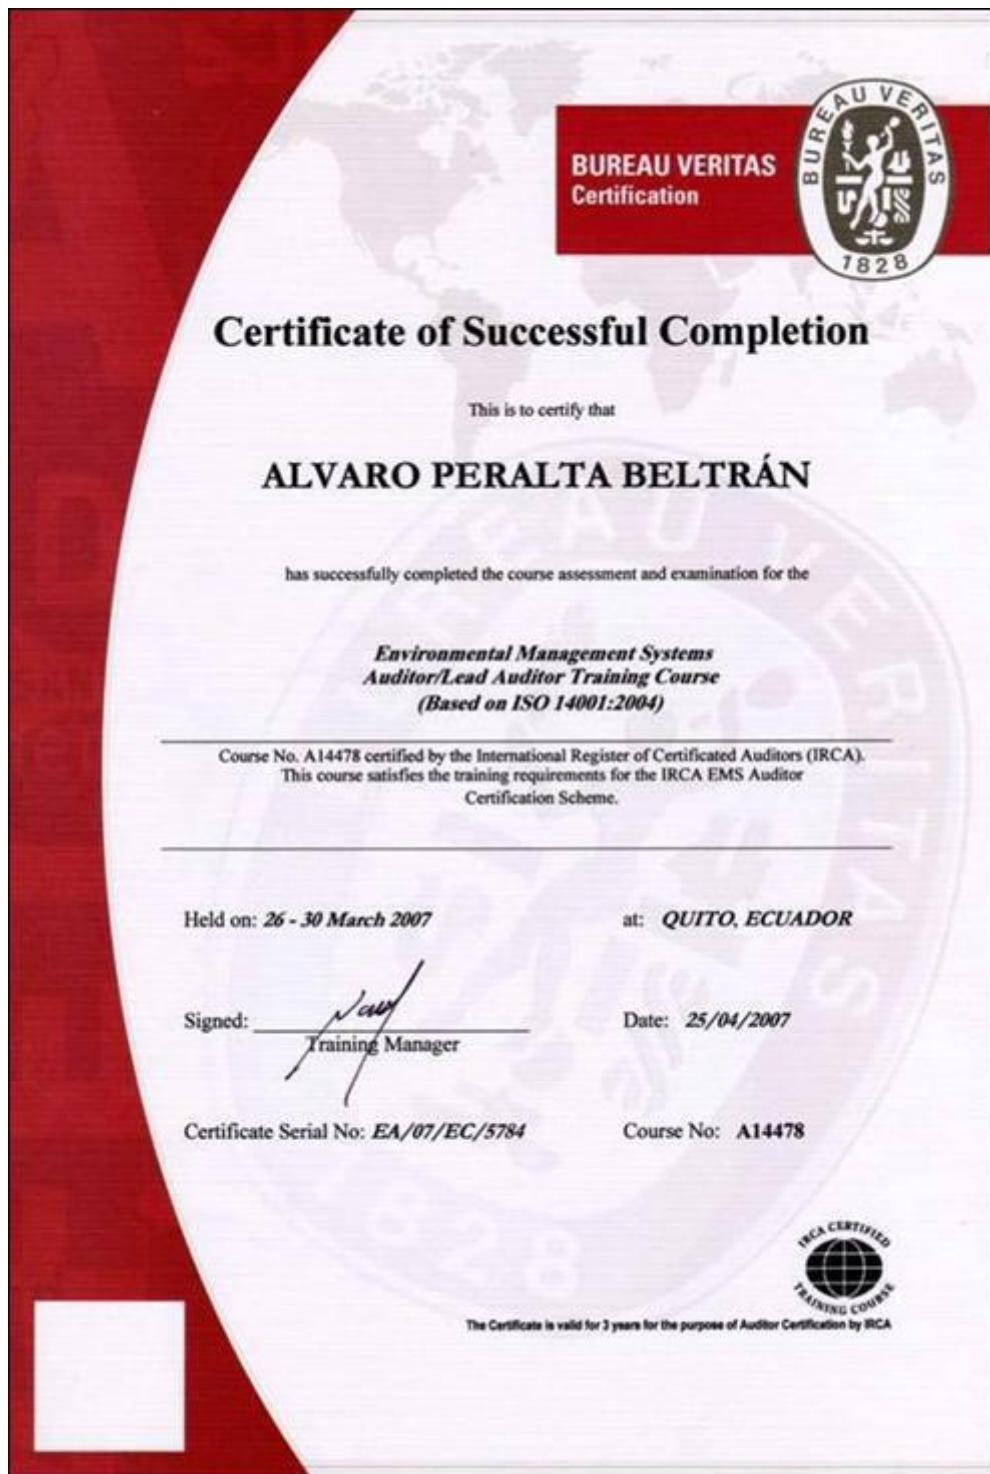 BUREAU VERITAS
Certification
BUREAU VERITAS
1828
Certificate of Successful Completion
This is to certify that
ALVARO PERALTA BELTRÁN
has successfully completed the course assessment and examination for the
Environmental Management Systems
Auditor/Lead Auditor Training Course
(Based on ISO 14001:2004)
Course No. A14478 certified by the International Register of Certificated Auditors (IRCA).
This course satisfies the training requirements for the IRCA EMS Auditor
Certification Scheme.
Held on: 26 - 30 March 2007 at: QUITO, ECUADOR
Signed: Date: 25/04/2007
Training Manager
Certificate Serial No: EA/07/EC/5784 Course No: A14478
IRCA CERTIFIED
TRAINING COURSE
The Certificate is valid for 3 years for the purpose of Auditor Certification by IRCA
BUREAU VERITAS
1828